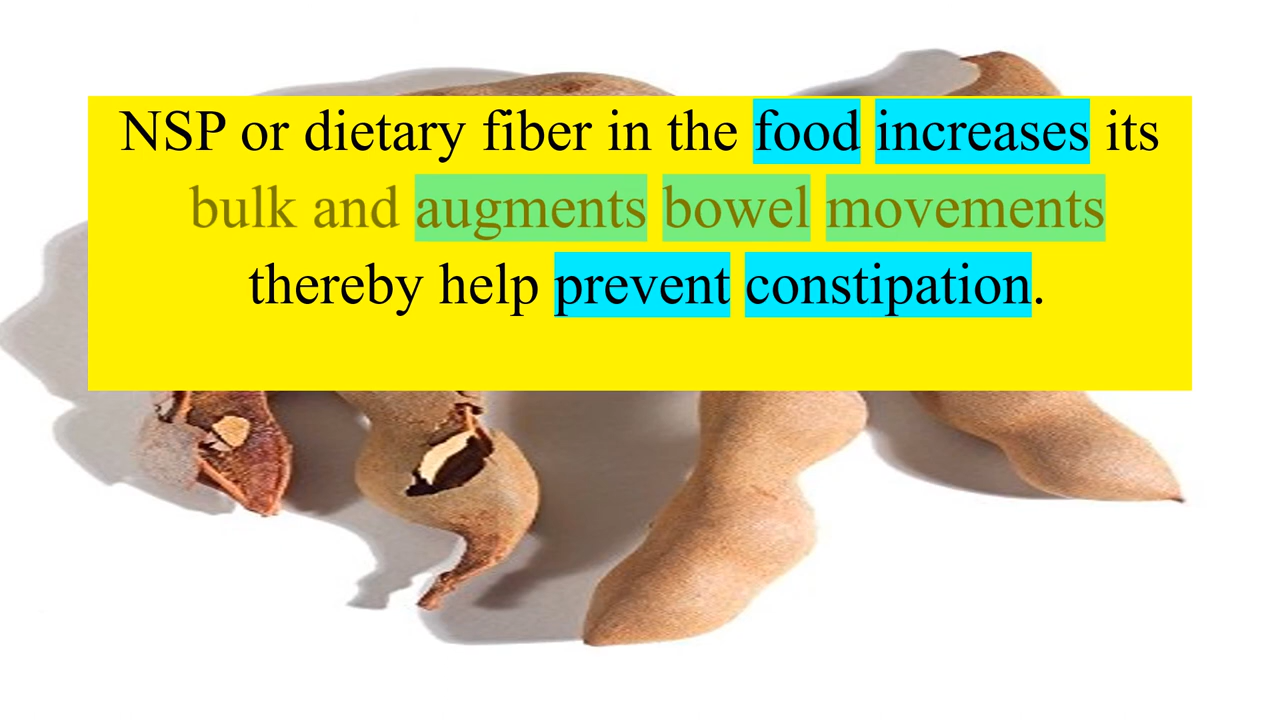 NSP or dietary fiber in the food increases its
bulk and augments bowel movements
thereby help prevent constipation.